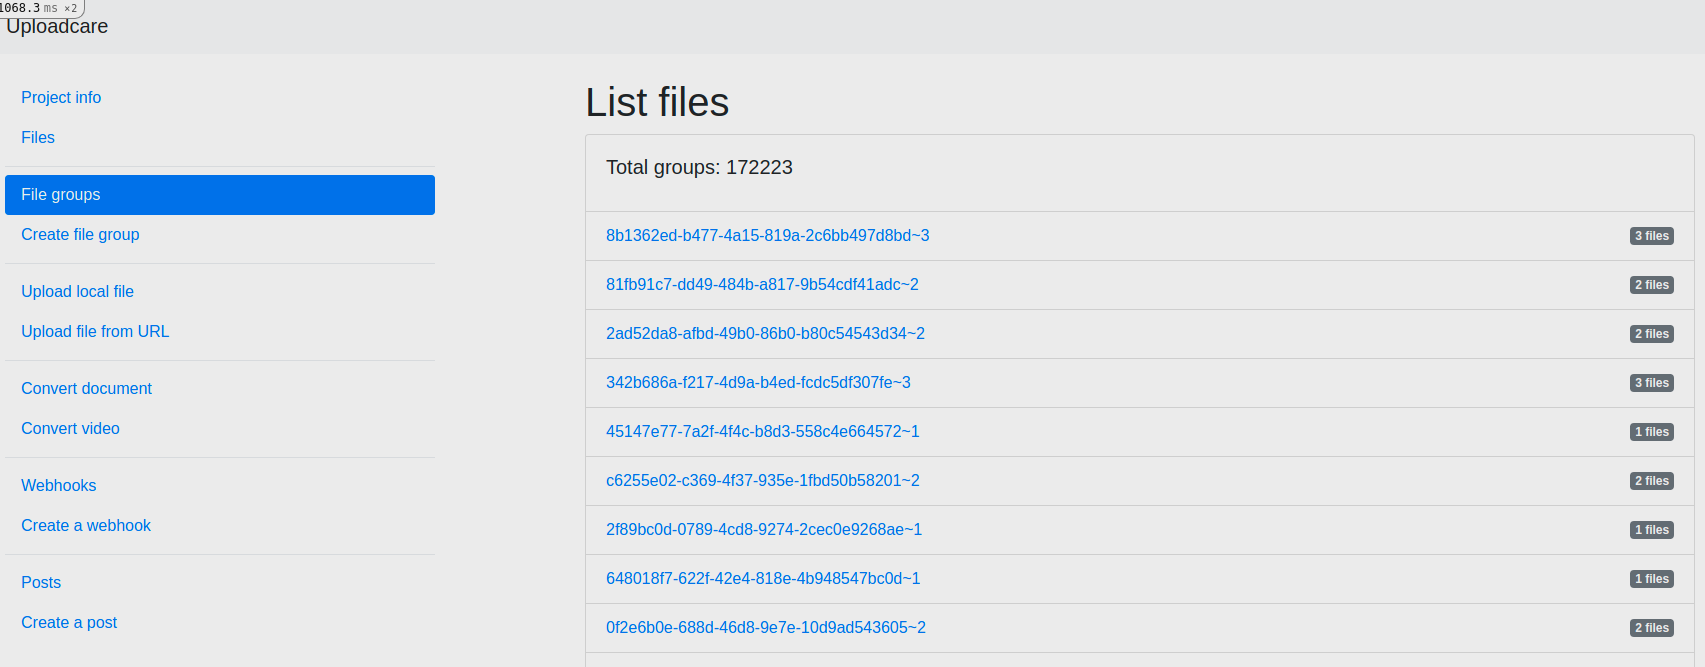 1068.3 ms ×2
Uploadcare
Project info
Files
File groups
Create file group
Upload local file
Upload file from URL
Convert document
Convert video
Webhooks
Create a webhook
Posts
Create a post
List files
Total groups: 172223
8b1362ed-b477-4a15-819a-2c6bb497d8bd~3 3 files
81fb91c7-dd49-484b-a817-9b54cdf41adc~2 2 files
2ad52da8-afbd-49b0-86b0-b80c54543d34~2 2 files
342b686a-f217-4d9a-b4ed-fcdc5df307fe~3 3 files
45147e77-7a2f-4f4c-b8d3-558c4e664572~1 1 files
c6255e02-c369-4f37-935e-1fbd50b58201~2 2 files
2f89bc0d-0789-4cd8-9274-2cec0e9268ae~1 1 files
648018f7-622f-42e4-818e-4b948547bc0d~1 1 files
0f2e6b0e-688d-46d8-9e7e-10d9ad543605~2 2 files